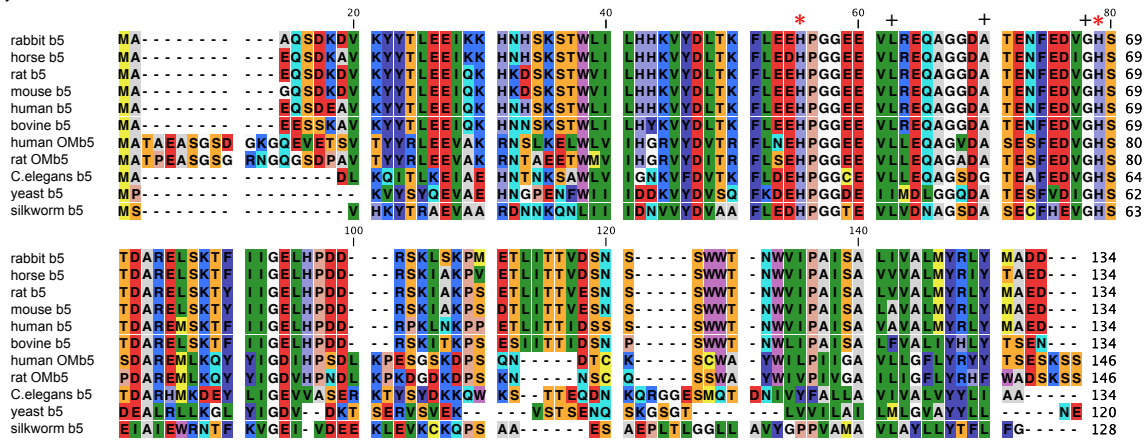 20 40 60 80
* + + + *
rabbit b5 MA-------- ---AQSDKDV KYYTLEEIKK HNHSKSTWLI LHHKVYDLTK FLEEHPGGEE VLREQAGGDA TENFEDVGHS 69
horse b5 MA-------- ---EQSDKAV KYYTLEEIKK HNHSKSTWLI LHHKVYDLTK FLEEHPGGEE VLREQAGGDA TENFEDIGHS 69
rat b5 MA-------- ---EQSDKDV KYYTLEEIQK HKDSKSTWVI LHHKVYDLTK FLEEHPGGEE VLREQAGGDA TENFEDVGHS 69
mouse b5 MA-------- ---GQSDKDV KYYTLEEIQK HKDSKSTWVI LHHKVYDLTK FLEEHPGGEE VLREQAGGDA TENFEDVGHS 69
human b5 MA-------- ---EQSDEAV KYYTLEEIQK HNHSKSTWLI LHHKVYDLTK FLEEHPGGEE VLREQAGGDA TENFEDVGHS 69
bovine b5 MA-------- ---EESSKAV KYYTLEEIQK HNNSKSTWLI LHYKVYDLTK FLEEHPGGEE VLREQAGGDA TENFEDVGHS 69
human OMb5 MATAEASGSD GKGQEVETSV TYYRLEEVAK RNSLKELWLV IHGRVYDVTR FLNEHPGGEE VLLEQAGVDA SESFEDVGHS 80
rat OMb5 MATPEASGSG RNGQGSDPAV TYYRLEEVAK RNTAEETWMV IHGRVYDITR FLSEHPGGEE VLLEQAGADA TESFEDVGHS 80
C.elegans b5 MA-------- --------DL KQITLKEIAE HNTNKSAWLV IGNKVFDVTK FLDEHPGGCE VLLEQAGSDG TEAFEDVGHS 64
yeast b5 MP-------- ---------- -KVYSYQEVAE HNGPENFWII IDDKVYDVSQ FKDEHPGGDE IIMDLGGQDA TESFVDIGHS 62
silkworm b5 MS-------- ---------V HKYTRAEVAA RDNNKQNLII IDNVVYDVAA FLEDHPGGTE VLVDNAGSDA SECFHEVGHS 63
100 120 140
rabbit b5 TDARELSKTF IIGELHPDD- --RSKLSKPM ETLITTVDSN S-----SWWT -NWVIPAISA LIVALMYRLY MADD--- 134
horse b5 TDARELSKTF IIGELHPDD- --RSKIAKPV ETLITTVDSN S-----SWWT -NWVIPAISA VVVALMYRIY TAED--- 134
rat b5 TDARELSKTY IIGELHPDD- --RSKIAKPS ETLITTVESN S-----SWWT -NWVIPAISA LVVALMYRLY MAED--- 134
mouse b5 TDARELSKTY IIGELHPDD- --RSKIAKPS DTLITTVESN S-----SWWT -NWVIPAISA LAVALMYRLY MAED--- 134
human b5 TDAREMSKTF IIGELHPDD- --RPKLNKPP ETLITTIDSS S-----SWWT -NWVIPAISA VAVALMYRLY MAED--- 134
bovine b5 TDARELSKTF IIGELHPDD- --RSKITKPS ESIITTIDSN P-----SWWT -NWLIPAISA LFVALIYHLY TSEN--- 134
human OMb5 SDAREMLKQY YIGDIHPSDL KPESGSKDPS QN----DTCK -----SCWA- YWILPIIGA VLLGFLYRYY TSESKSS 146
rat OMb5 PDAREMLKQY YIGDVHPNDL KPKDGDKDPS KN----NSCQ -----SSWA- YWIVPIVGA ILIGFLYRHF WADSKSS 146
C.elegans b5 TDARHMKDEY LIGEVVASER KTYSYDKKQW KS--TTEQDN KQRGGESMQT DNIVYFALLA VIVALVYYLI AA----- 134
yeast b5 DEALRLLKGL YIGDV--DKT SERVSVEK-- ---VSTSENQ SKGSGT---- --LVVILAI LMLGVAYYLL -----NE 120
silkworm b5 EIAIEWRNTF KVGEI-VDEE KLEVKCKQPS AA-----ES AEPLTLGGLL AVYGPPVAMA VLAYLLYTFL FG----- 128